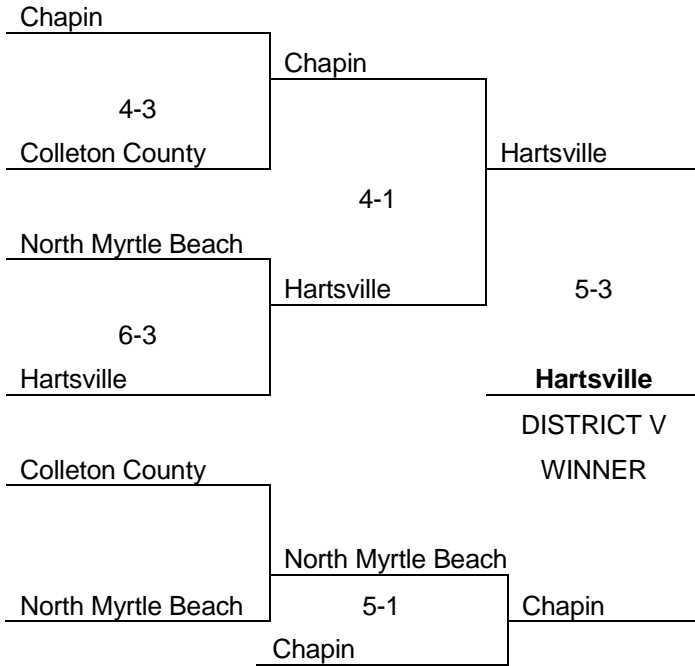 Chapin
Chapin
4-3
Colleton County
Hartsville
4-1
North Myrtle Beach
Hartsville
5-3
6-3
Hartsville
Hartsville
DISTRICT V
Colleton County
WINNER
North Myrtle Beach
North Myrtle Beach
5-1
Chapin
Chapin